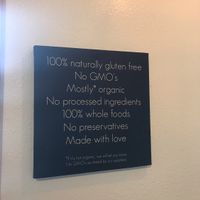 100% naturally gluten free
No GMO's
Mostly* organic
No processed ingredients
100% whole foods
No preservatives
Made with love